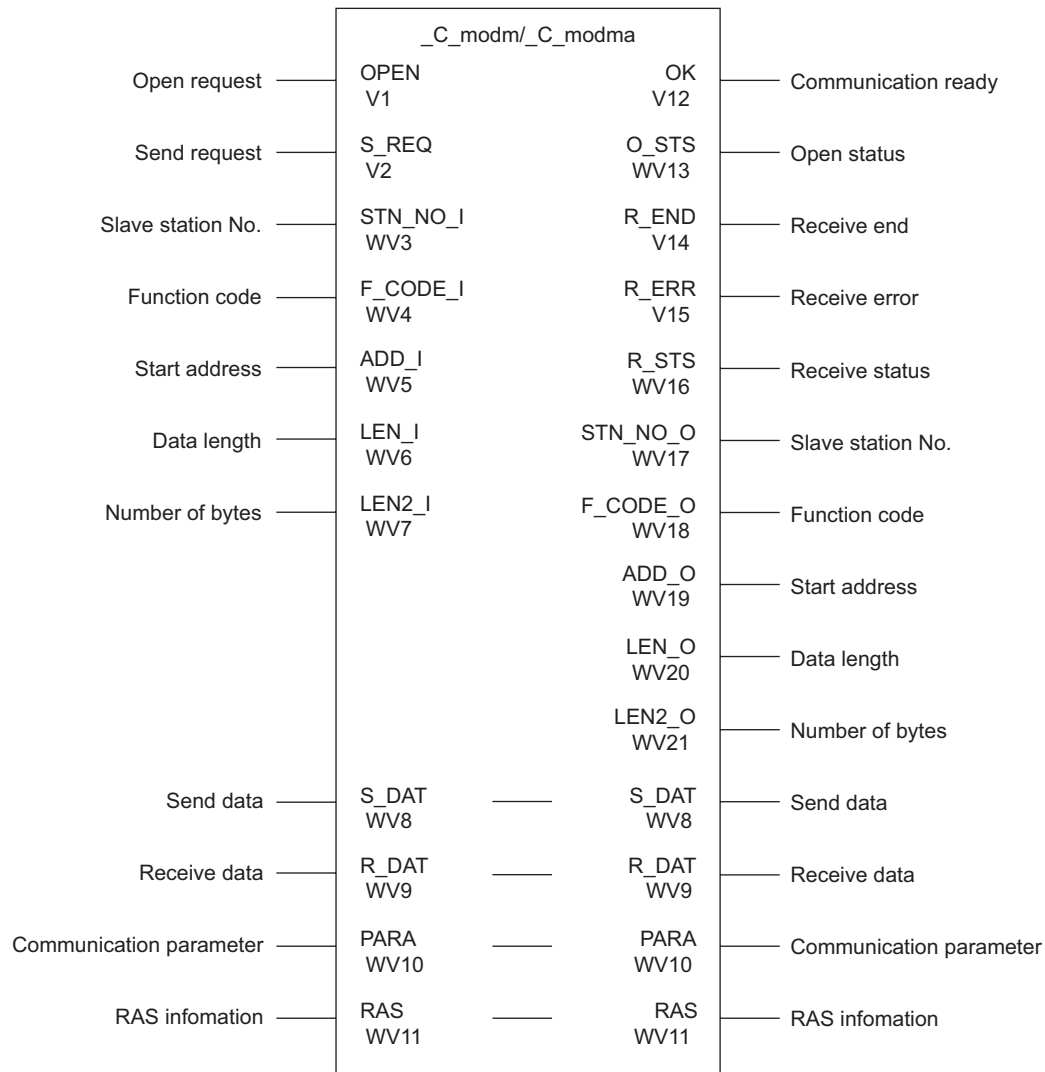 _C_modm/_C_modma
Open request OPEN OK Communication ready
V1 V12
Send request S_REQ O_STS Open status
V2 WV13
Slave station No. STN_NO_I R_END Receive end
WV3 V14
Function code F_CODE_I R_ERR Receive error
WV4 V15
Start address ADD_I R_STS Receive status
WV5 WV16
Data length LEN_I STN_NO_O Slave station No.
WV6 WV17
Number of bytes LEN2_I F_CODE_O Function code
WV7 WV18
ADD_O Start address
WV19
LEN_O Data length
WV20
LEN2_O Number of bytes
WV21
Send data S_DAT S_DAT Send data
WV8 WV8
Receive data R_DAT R_DAT Receive data
WV9 WV9
Communication parameter PARA PARA Communication parameter
WV10 WV10
RAS infomation RAS RAS RAS infomation
WV11 WV11